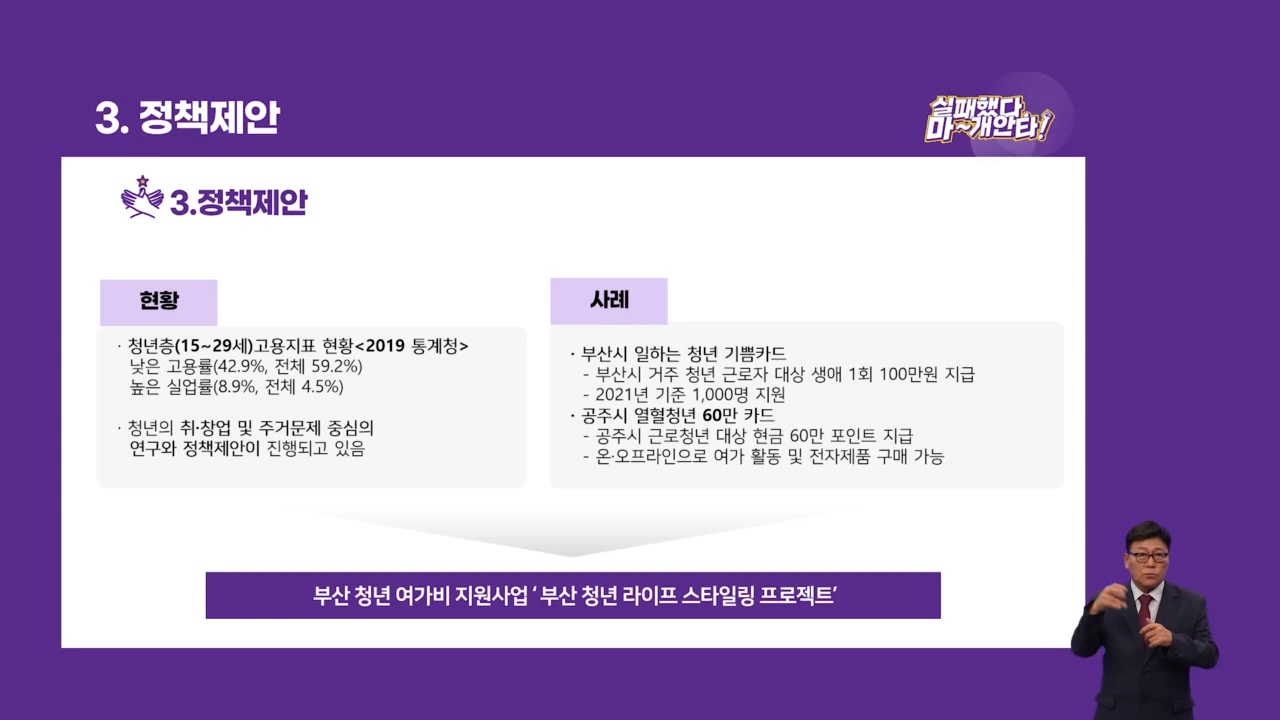 3. 정책제안
실패했다
마~개안타!
3.정책제안
현황
· 청년층(15~29세)고용지표 현황<2019 통계청>
낮은 고용률(42.9%, 전체 59.2%)
높은 실업률(8.9%, 전체 4.5%)
· 청년의 취·창업 및 주거문제 중심의
연구와 정책제안이 진행되고 있음
사례
· 부산시 일하는 청년 기쁨카드
- 부산시 거주 청년 근로자 대상 생애 1회 100만원 지급
- 2021년 기준 1,000명 지원
· 공주시 열혈청년 60만 카드
- 공주시 근로청년 대상 현금 60만 포인트 지급
- 온·오프라인으로 여가 활동 및 전자제품 구매 가능
부산 청년 여가비 지원사업 ‘ 부산 청년 라이프 스타일링 프로젝트’